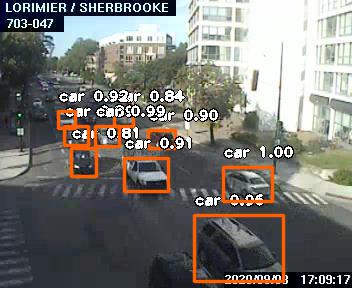 LORIMIER / SHERBROOKE
703-047
car 0.92
car 0.84
car 0.99
car 0.90
car 0.81
car 0.91
car 1.00
car 0.96
2020/09/03 17:09:17